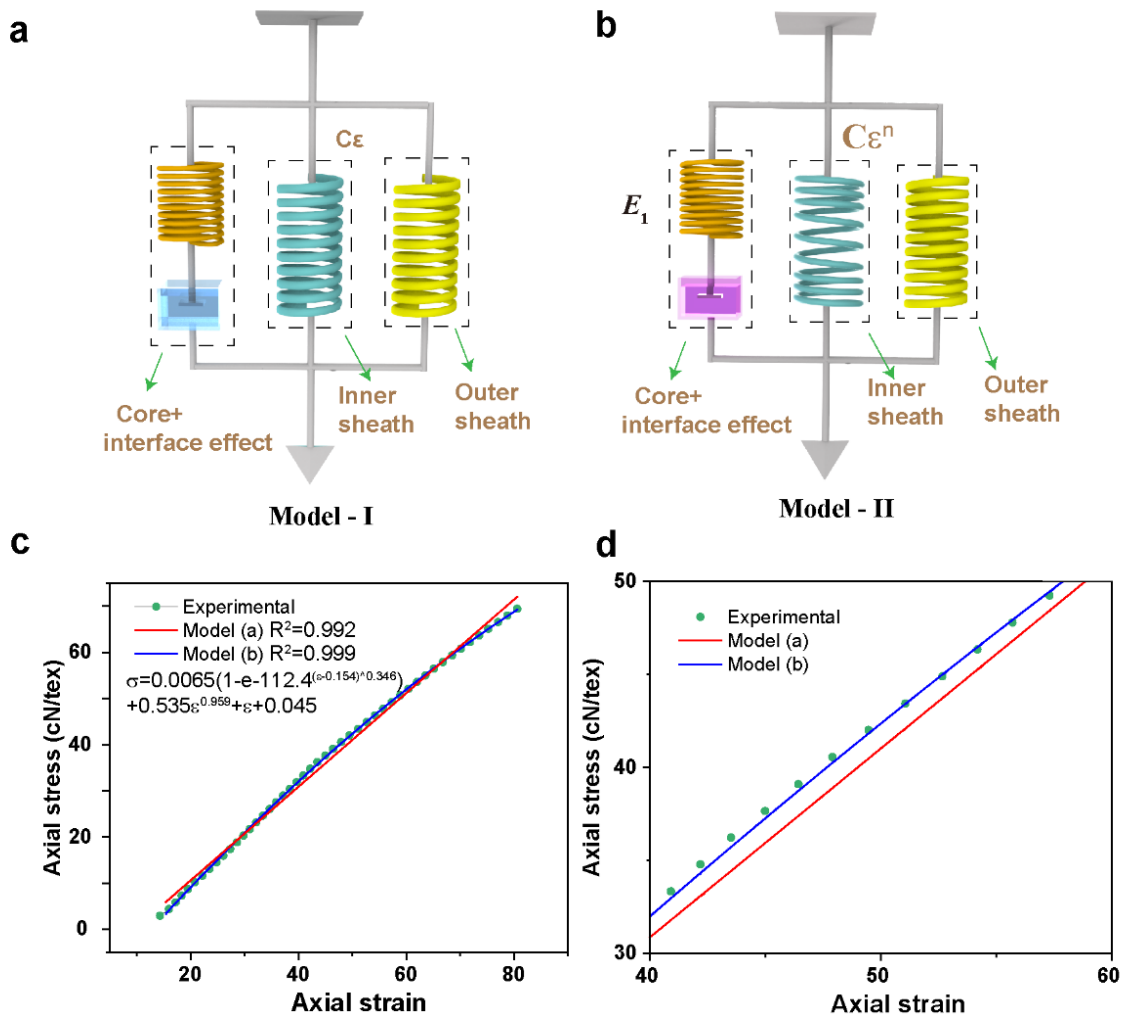 a
Cε
Core+
interface effect
Inner
sheath
Outer
sheath
Model - I
b
E₁
Cεⁿ
Core+
interface effect
Inner
sheath
Outer
sheath
Model - II
c
Experimental
Model (a) R²=0.992
Model (b) R²=0.999
σ=0.0065(1-e-112.4^(ε-0.154)^0.346)
+0.535ε^0.959+ε+0.045
60
40
20
0
Axial stress (cN/tex)
20 40 60 80
Axial strain
d
Experimental
Model (a)
Model (b)
50
40
30
Axial stress (cN/tex)
40 50 60
Axial strain